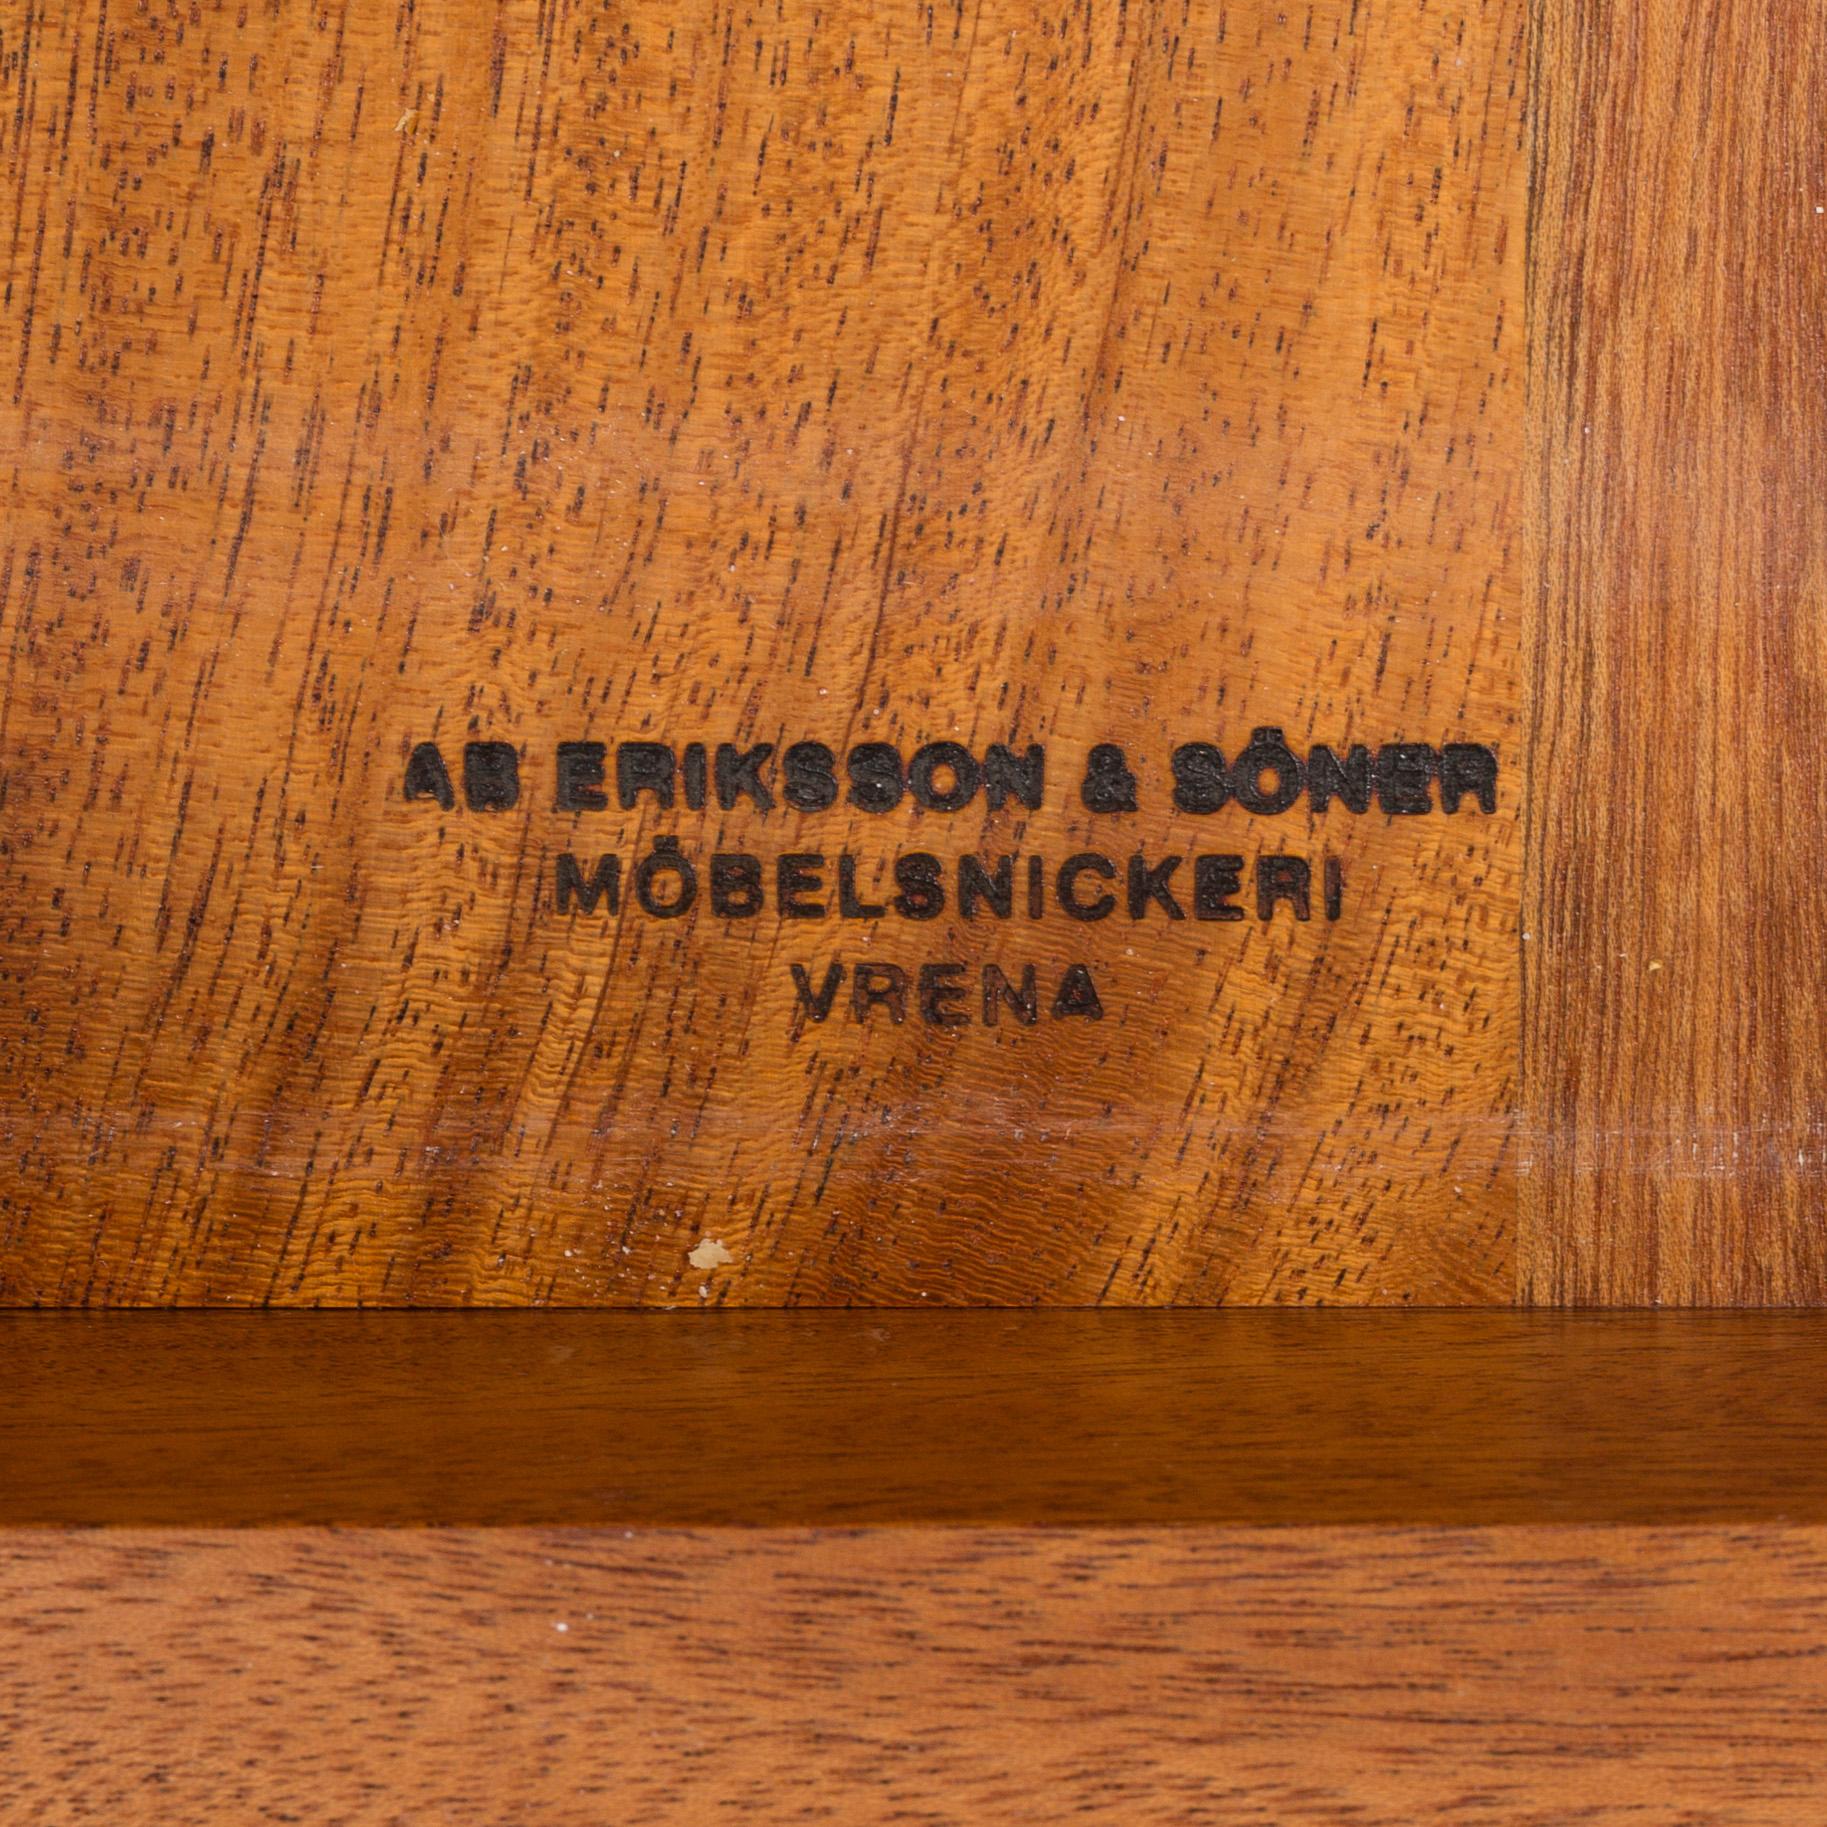 AB ERIKSSON & SÖNER
MÖBELSNICKERI
VRENA